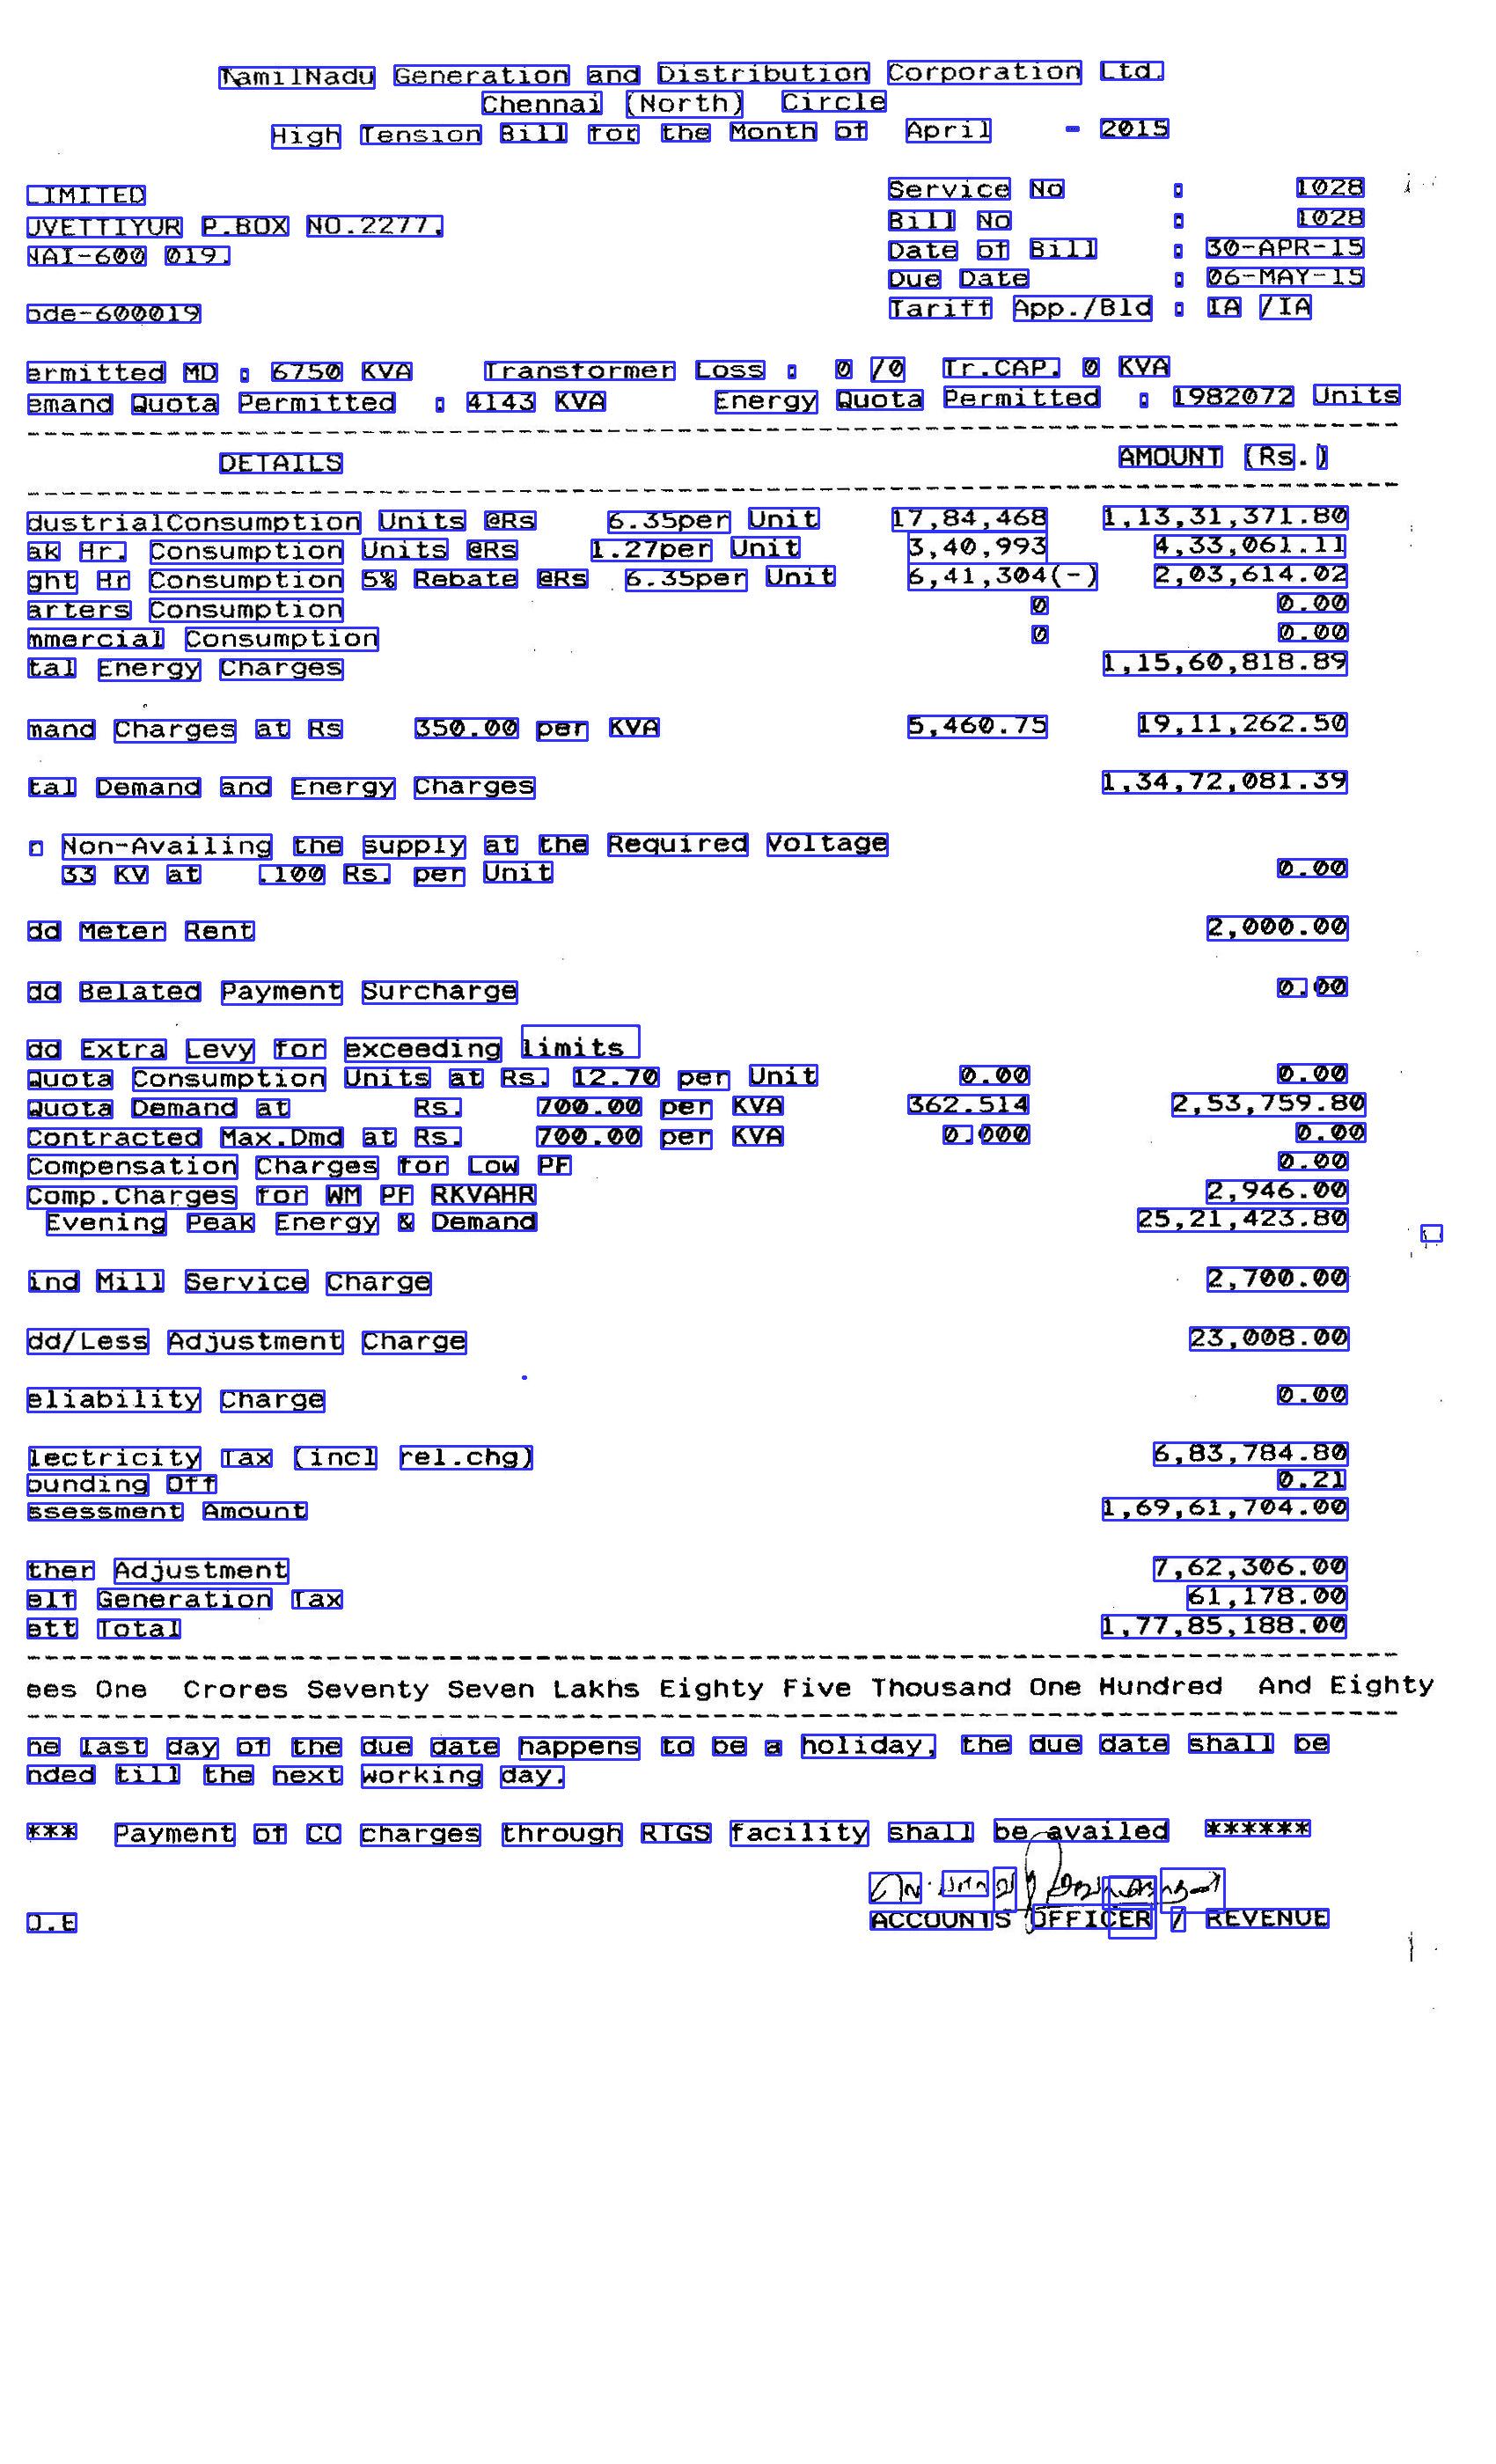 TamilNadu Generation and Distribution Corporation Ltd.
Chennai (North) Circle
High Tension Bill for the Month of April - 2015
LIMITED Service No : 1028
OVETTIYUR P.BOX NO.2277, Bill No : 1028
NAI-600 019. Date of Bill : 30-APR-15
Due Date : 06-MAY-15
ode-600019 Tariff App./Bld : IA /IA
ermitted MD : 6750 KVA Transformer Loss : 0 /0 Tr.CAP. 0 KVA
emand Quota Permitted : 4143 KVA Energy Quota Permitted : 1982072 Units
DETAILS AMOUNT (Rs.)
dustrialConsumption Units @Rs 6.35per Unit 17,84,468 1,13,31,371.80
ak Hr. Consumption Units @Rs 1.27per Unit 3,40,993 4,33,061.11
ght Hr Consumption 5% Rebate @Rs 6.35per Unit 6,41,304(-) 2,03,614.02
arters Consumption 0 0.00
mmercial Consumption 0 0.00
tal Energy Charges 1,15,60,818.89
mand Charges at Rs 350.00 per KVA 5,460.75 19,11,262.50
tal Demand and Energy Charges 1,34,72,081.39
r Non-Availing the supply at the Required Voltage
33 KV at .100 Rs. per Unit 0.00
dd Meter Rent 2,000.00
dd Belated Payment Surcharge 0.00
dd Extra Levy for exceeding limits
Quota Consumption Units at Rs. 12.70 per Unit 0.00 0.00
Quota Demand at Rs. 700.00 per KVA 362.514 2,53,759.80
Contracted Max.Dmd at Rs. 700.00 per KVA 0.000 0.00
Compensation Charges for Low PF 0.00
Comp.Charges for WM PF RKVAHR 2,946.00
Evening Peak Energy & Demand 25,21,423.80
ind Mill Service Charge 2,700.00
dd/Less Adjustment Charge 23,008.00
eliability Charge 0.00
lectricity Tax (incl rel.chg) 6,83,784.80
ounding Off 0.21
ssessment Amount 1,69,61,704.00
ther Adjustment 7,62,306.00
elf Generation Tax 61,178.00
ett Total 1,77,85,188.00
ees One Crores Seventy Seven Lakhs Eighty Five Thousand One Hundred And Eighty
he last day of the due date happens to be a holiday, the due date shall be
nded till the next working day.
*** Payment of CC charges through RTGS facility shall be availed ******
O.E ACCOUNTS OFFICER / REVENUE